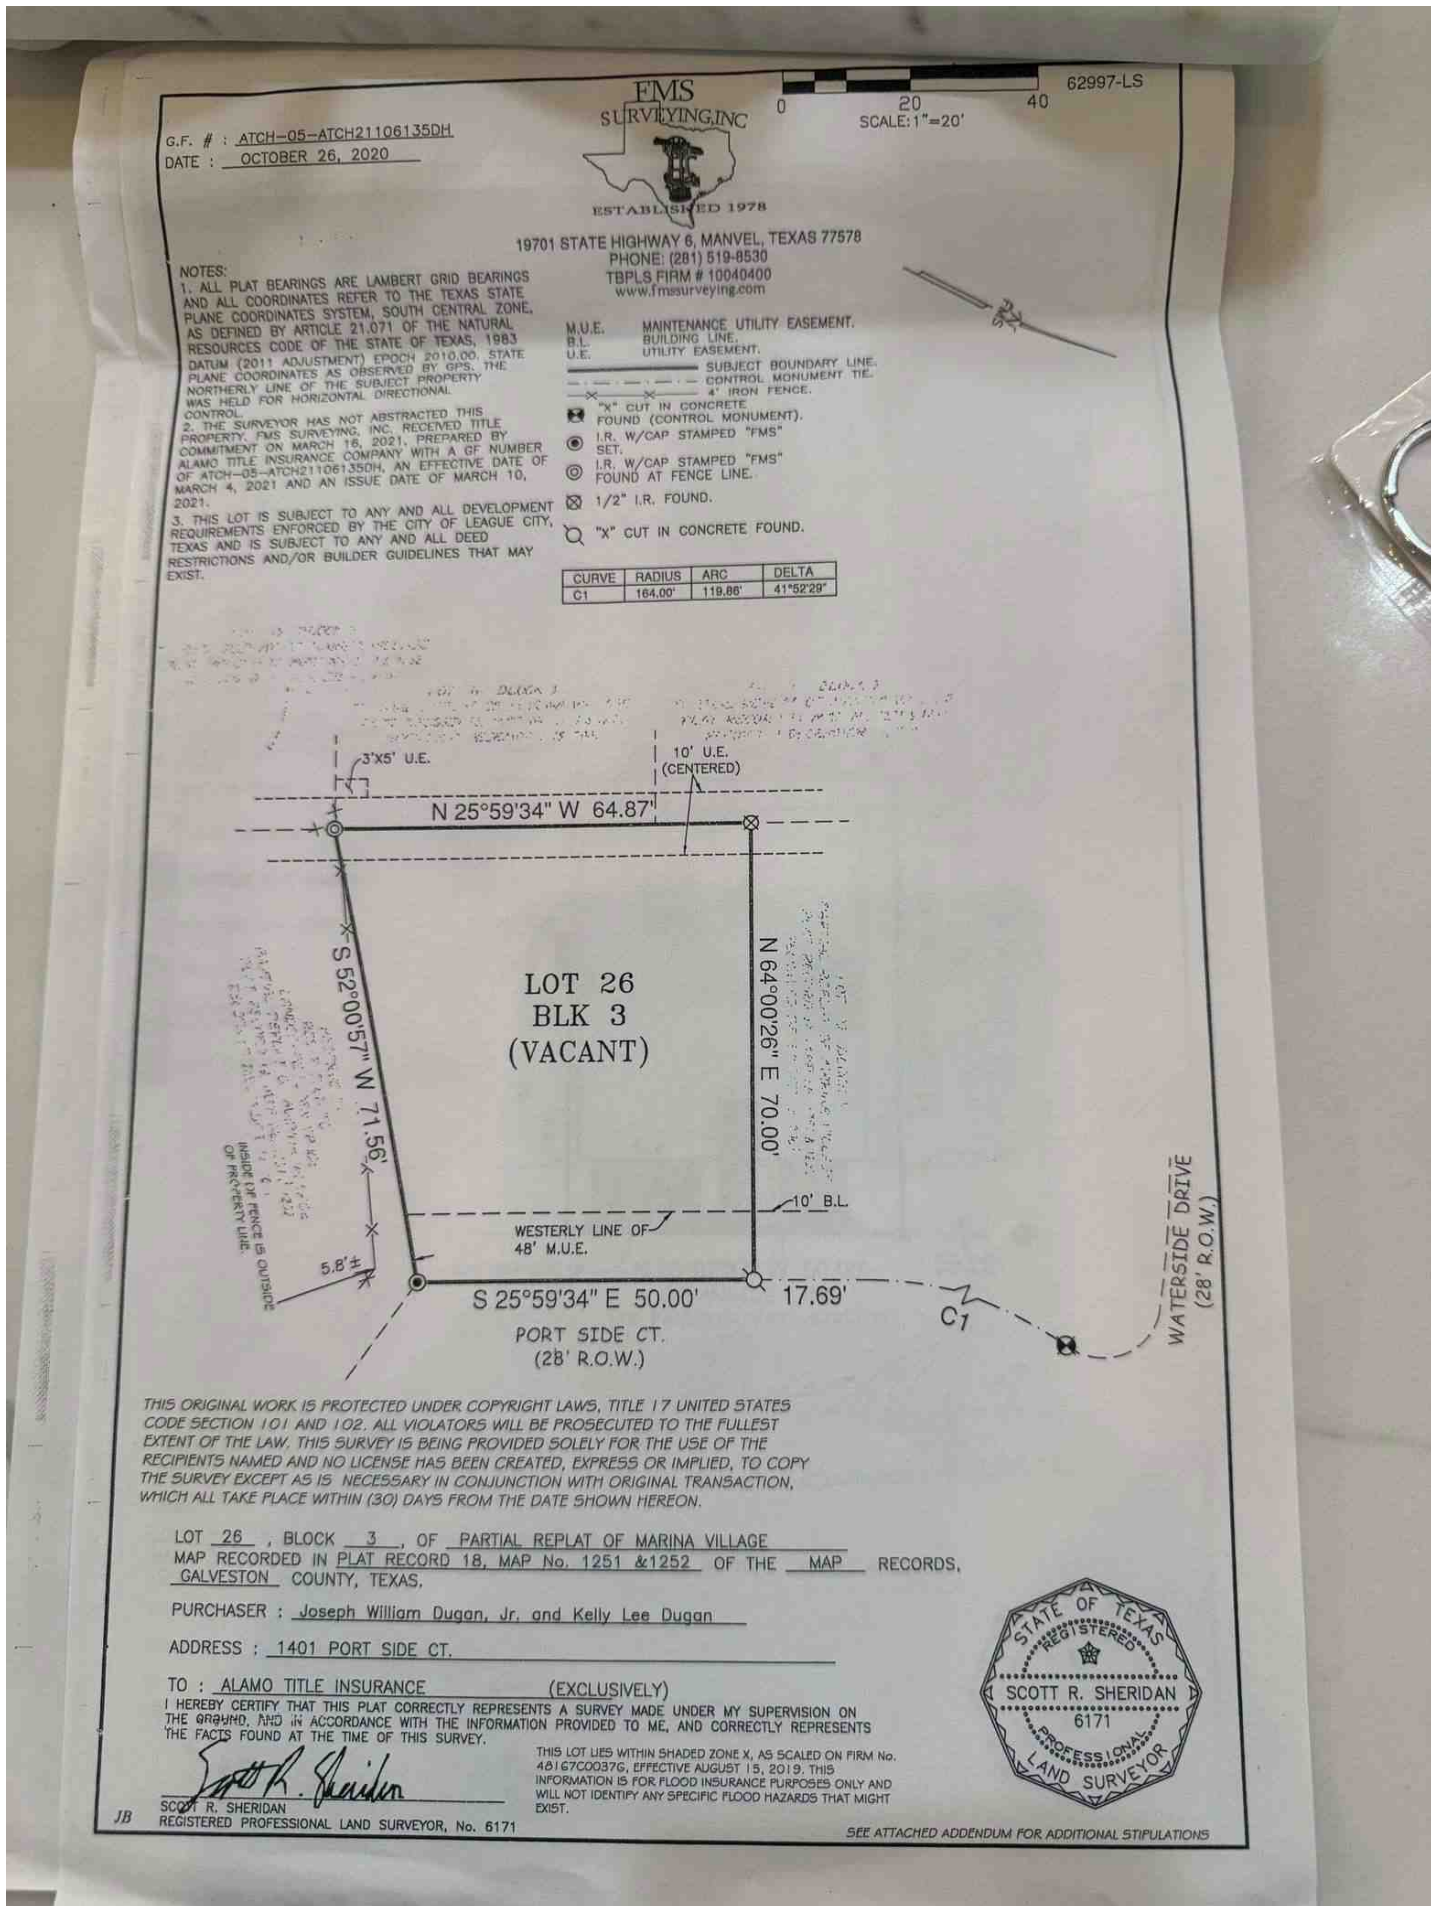 62997-LS
0 20 40
SCALE: 1"=20'
FMS
SURVEYING, INC
ESTABLISHED 1978
G.F. # : ATCH-05-ATCH21106135DH
DATE : OCTOBER 26, 2020
19701 STATE HIGHWAY 6, MANVEL, TEXAS 77578
PHONE: (281) 519-8530
TBPLS FIRM # 10040400
www.fmssurveying.com
NOTES:
1. ALL PLAT BEARINGS ARE LAMBERT GRID BEARINGS
AND ALL COORDINATES REFER TO THE TEXAS STATE
PLANE COORDINATES SYSTEM, SOUTH CENTRAL ZONE,
AS DEFINED BY ARTICLE 21.071 OF THE NATURAL
RESOURCES CODE OF THE STATE OF TEXAS, 1983
DATUM (2011 ADJUSTMENT) EPOCH 2010.00. STATE
PLANE COORDINATES AS OBSERVED BY GPS. THE
NORTHERLY LINE OF THE SUBJECT PROPERTY
WAS HELD FOR HORIZONTAL DIRECTIONAL
CONTROL.
2. THE SURVEYOR HAS NOT ABSTRACTED THIS
PROPERTY. FMS SURVEYING, INC. RECEIVED TITLE
COMMITMENT ON MARCH 16, 2021, PREPARED BY
ALAMO TITLE INSURANCE COMPANY WITH A GF NUMBER
OF ATCH-05-ATCH21106135DH, AN EFFECTIVE DATE OF
MARCH 4, 2021 AND AN ISSUE DATE OF MARCH 10,
2021.
3. THIS LOT IS SUBJECT TO ANY AND ALL DEVELOPMENT
REQUIREMENTS ENFORCED BY THE CITY OF LEAGUE CITY,
TEXAS AND IS SUBJECT TO ANY AND ALL DEED
RESTRICTIONS AND/OR BUILDER GUIDELINES THAT MAY
EXIST.
M.U.E. MAINTENANCE UTILITY EASEMENT.
B.L. BUILDING LINE.
U.E. UTILITY EASEMENT.
SUBJECT BOUNDARY LINE.
CONTROL MONUMENT TIE.
4' IRON FENCE.
"X" CUT IN CONCRETE
FOUND (CONTROL MONUMENT).
I.R. W/CAP STAMPED "FMS"
SET.
I.R. W/CAP STAMPED "FMS"
FOUND AT FENCE LINE.
1/2" I.R. FOUND.
"X" CUT IN CONCRETE FOUND.
CURVE RADIUS ARC DELTA
C1 164.00' 119.86' 41°52'29"
BLOCK 3
3'X5' U.E.
10' U.E.
(CENTERED)
N 25°59'34" W 64.87'
S 52°00'57" W 71.56'
LOT 26
BLK 3
(VACANT)
N 64°00'26" E 70.00'
INSIDE OF FENCE IS OUTSIDE
OF PROPERTY LINE.
5.8'±
10' B.L.
WESTERLY LINE OF
48' M.U.E.
S 25°59'34" E 50.00'
17.69'
C1
PORT SIDE CT.
(28' R.O.W.)
WATERSIDE DRIVE
(28' R.O.W.)
THIS ORIGINAL WORK IS PROTECTED UNDER COPYRIGHT LAWS, TITLE 17 UNITED STATES
CODE SECTION 101 AND 102. ALL VIOLATORS WILL BE PROSECUTED TO THE FULLEST
EXTENT OF THE LAW. THIS SURVEY IS BEING PROVIDED SOLELY FOR THE USE OF THE
RECIPIENTS NAMED AND NO LICENSE HAS BEEN CREATED, EXPRESS OR IMPLIED, TO COPY
THE SURVEY EXCEPT AS IS NECESSARY IN CONJUNCTION WITH ORIGINAL TRANSACTION,
WHICH ALL TAKE PLACE WITHIN (30) DAYS FROM THE DATE SHOWN HEREON.
LOT 26 , BLOCK 3 , OF PARTIAL REPLAT OF MARINA VILLAGE
MAP RECORDED IN PLAT RECORD 18, MAP No. 1251 &1252 OF THE MAP RECORDS,
GALVESTON COUNTY, TEXAS.
PURCHASER : Joseph William Dugan, Jr. and Kelly Lee Dugan
ADDRESS : 1401 PORT SIDE CT.
TO : ALAMO TITLE INSURANCE (EXCLUSIVELY)
I HEREBY CERTIFY THAT THIS PLAT CORRECTLY REPRESENTS A SURVEY MADE UNDER MY SUPERVISION ON
THE GROUND, AND IN ACCORDANCE WITH THE INFORMATION PROVIDED TO ME, AND CORRECTLY REPRESENTS
THE FACTS FOUND AT THE TIME OF THIS SURVEY.
Scott R. Sheridan
SCOTT R. SHERIDAN
REGISTERED PROFESSIONAL LAND SURVEYOR, No. 6171
JB
THIS LOT LIES WITHIN SHADED ZONE X, AS SCALED ON FIRM No.
48167C0037G, EFFECTIVE AUGUST 15, 2019. THIS
INFORMATION IS FOR FLOOD INSURANCE PURPOSES ONLY AND
WILL NOT IDENTIFY ANY SPECIFIC FLOOD HAZARDS THAT MIGHT
EXIST.
STATE OF TEXAS
REGISTERED
SCOTT R. SHERIDAN
6171
PROFESSIONAL
LAND SURVEYOR
SEE ATTACHED ADDENDUM FOR ADDITIONAL STIPULATIONS